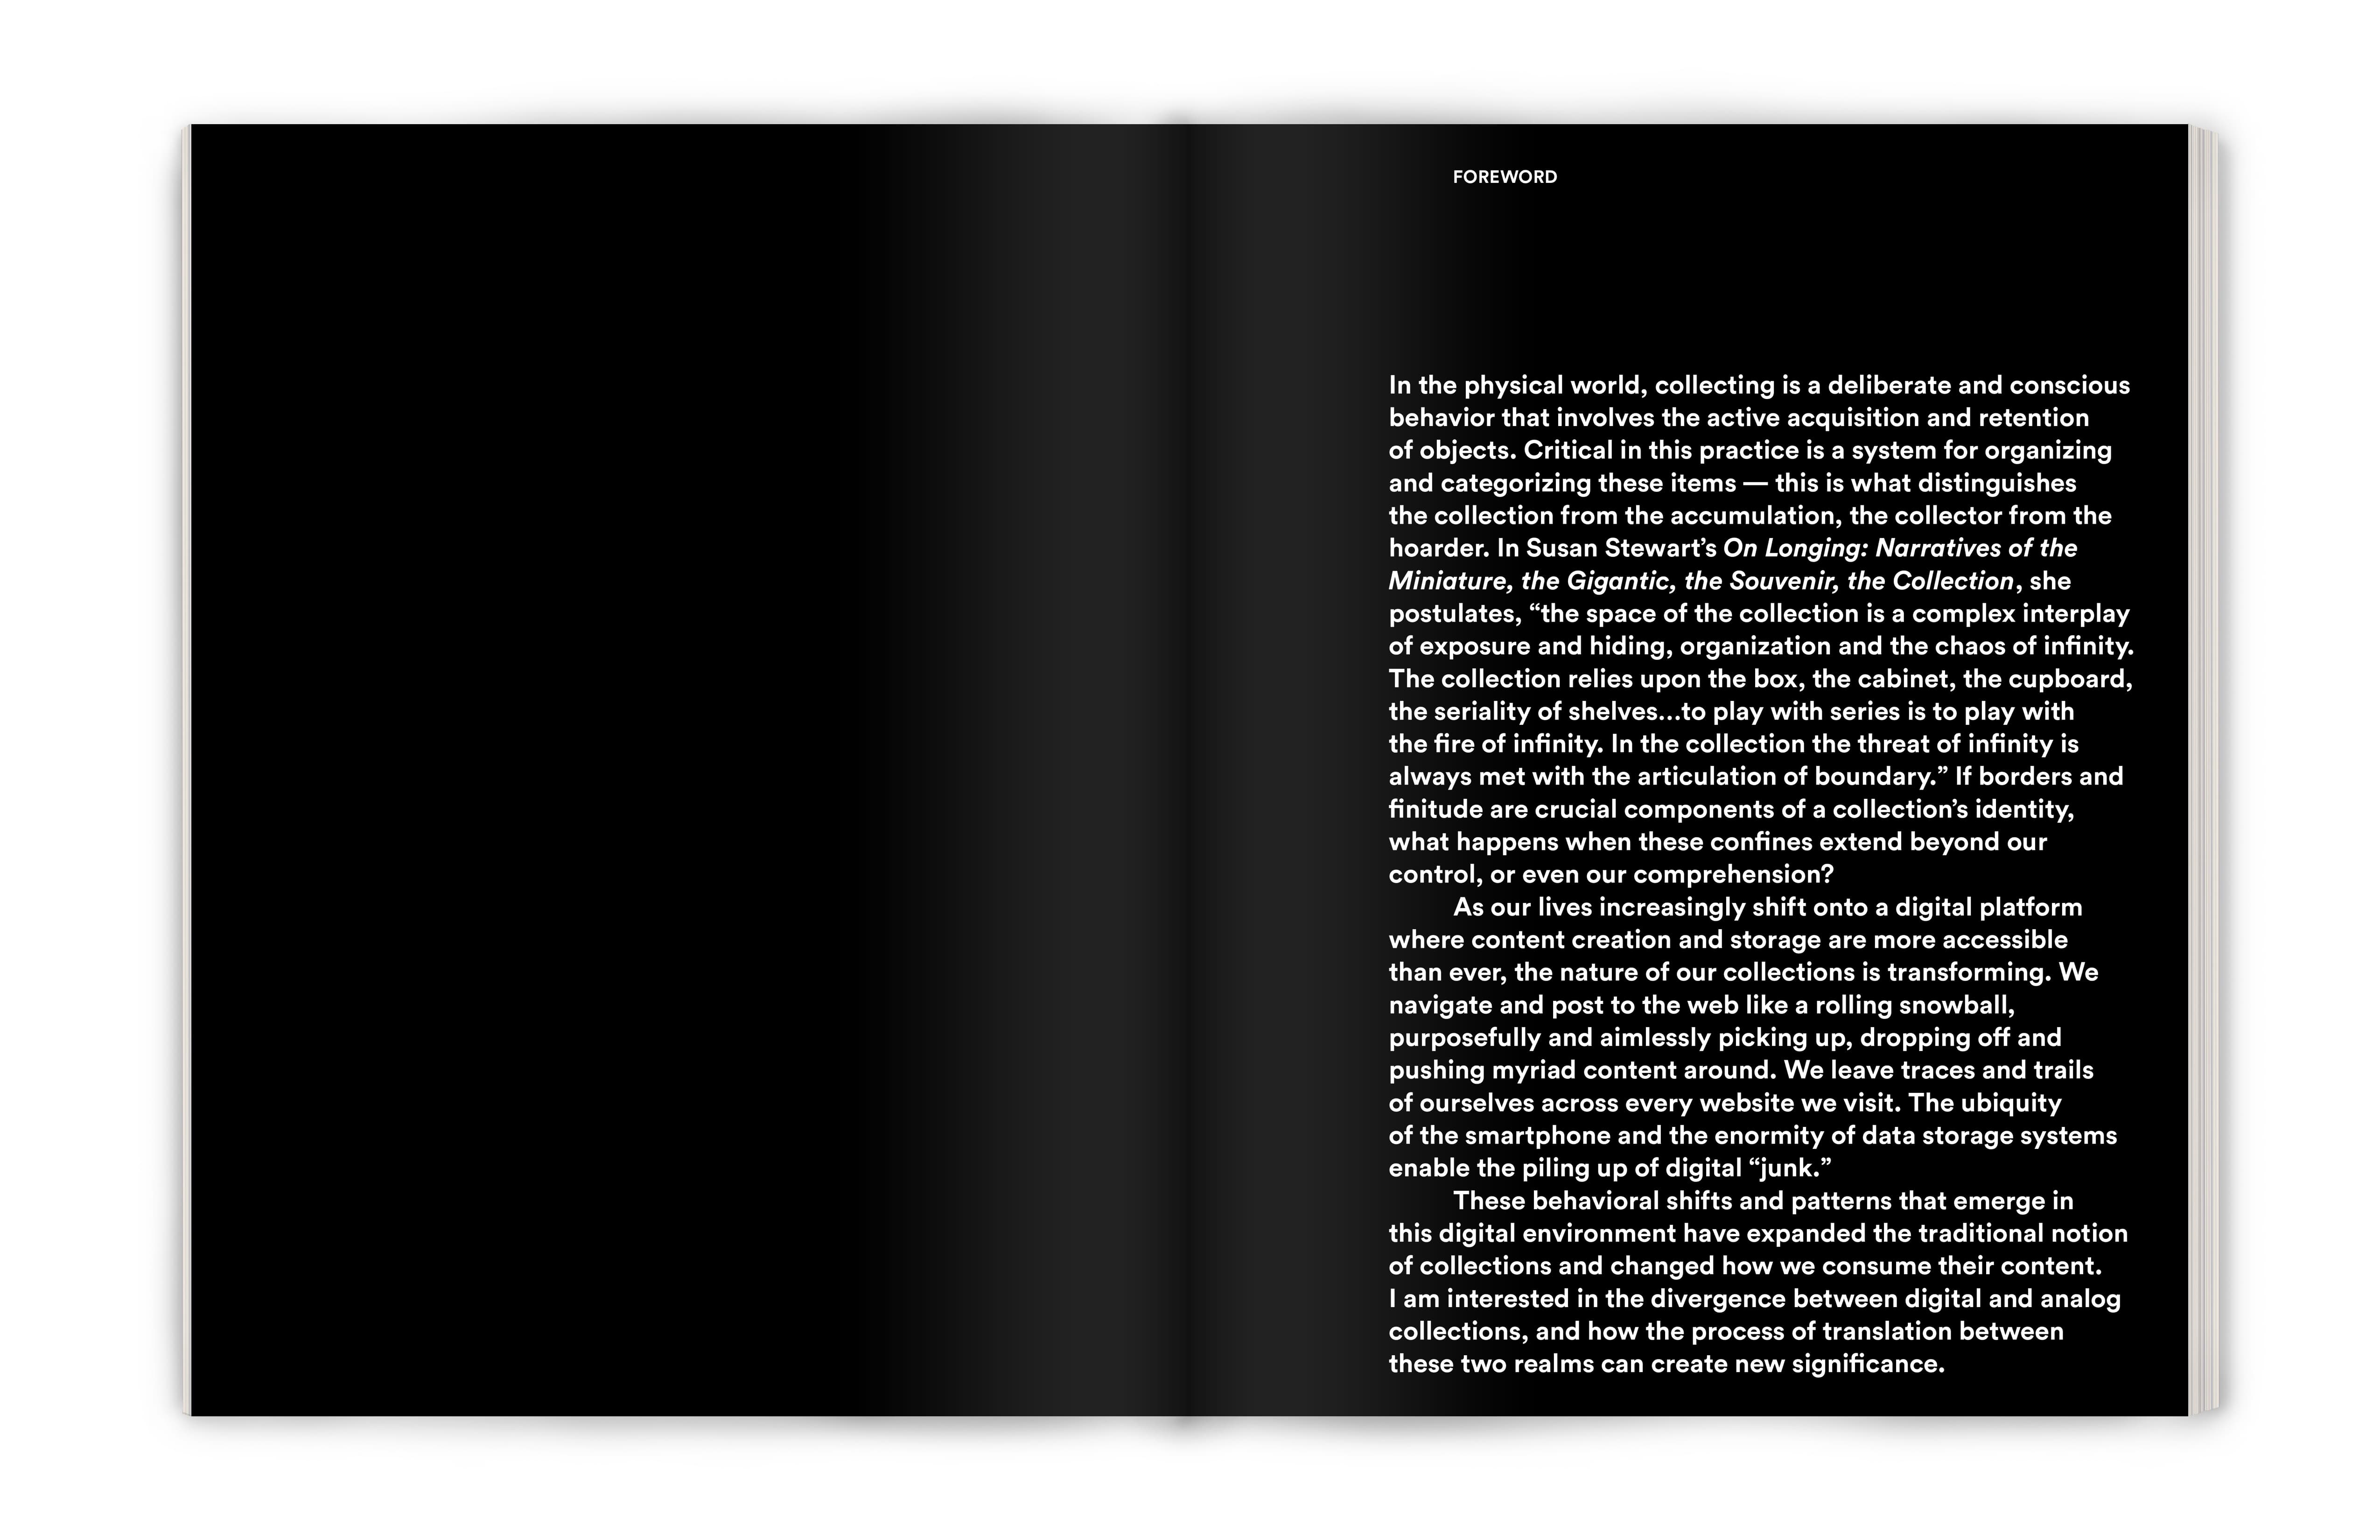 FOREWORD
In the physical world, collecting is a deliberate and conscious
behavior that involves the active acquisition and retention
of objects. Critical in this practice is a system for organizing
and categorizing these items — this is what distinguishes
the collection from the accumulation, the collector from the
hoarder. In Susan Stewart’s On Longing: Narratives of the
Miniature, the Gigantic, the Souvenir, the Collection, she
postulates, “the space of the collection is a complex interplay
of exposure and hiding, organization and the chaos of infinity.
The collection relies upon the box, the cabinet, the cupboard,
the seriality of shelves...to play with series is to play with
the fire of infinity. In the collection the threat of infinity is
always met with the articulation of boundary.” If borders and
finitude are crucial components of a collection’s identity,
what happens when these confines extend beyond our
control, or even our comprehension?
As our lives increasingly shift onto a digital platform
where content creation and storage are more accessible
than ever, the nature of our collections is transforming. We
navigate and post to the web like a rolling snowball,
purposefully and aimlessly picking up, dropping off and
pushing myriad content around. We leave traces and trails
of ourselves across every website we visit. The ubiquity
of the smartphone and the enormity of data storage systems
enable the piling up of digital “junk.”
These behavioral shifts and patterns that emerge in
this digital environment have expanded the traditional notion
of collections and changed how we consume their content.
I am interested in the divergence between digital and analog
collections, and how the process of translation between
these two realms can create new significance.